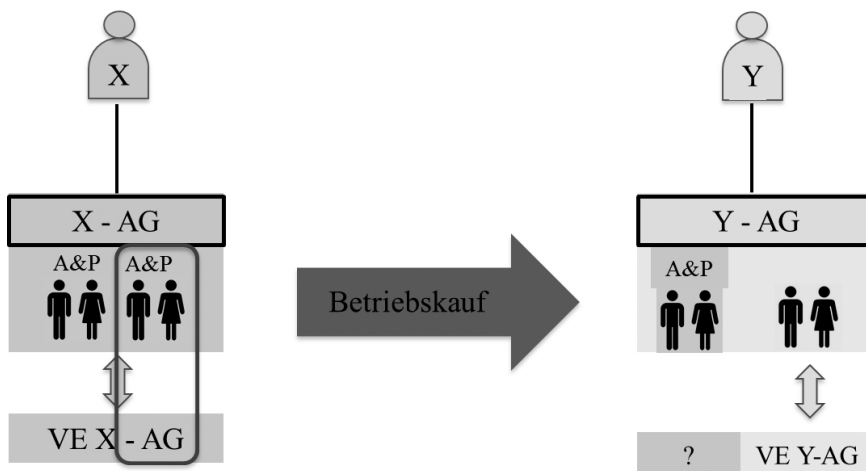 X
Y
X - AG
Y - AG
A&P
A&P
A&P
Betriebskauf
VE X - AG
?
VE Y-AG